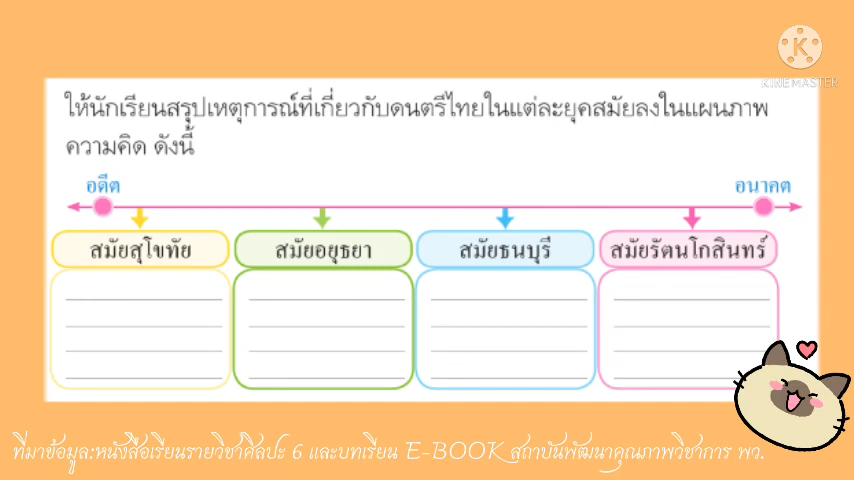 K
KINEMASTER
ให้นักเรียนสรุปเหตุการณ์ที่เกี่ยวกับดนตรีไทยในแต่ละยุคสมัยลงในแผนภาพ
ความคิด ดังนี้
อดีต อนาคต
สมัยสุโขทัย สมัยอยุธยา สมัยธนบุรี สมัยรัตนโกสินทร์
ที่มาข้อมูล:หนังสือเรียนรายวิชาศิลปะ 6 และบทเรียน E-BOOK สถาบันพัฒนาคุณภาพวิชาการ พว.